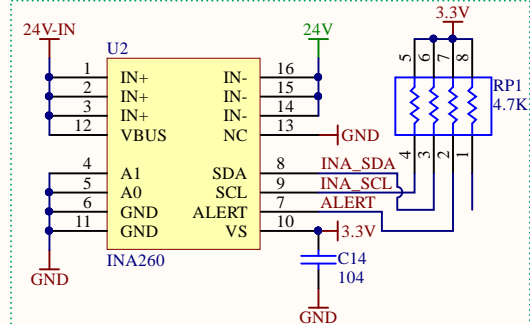 24V-IN
24V
3.3V
U2
5
6
7
8
1
IN+
IN-
16
2
IN+
IN-
15
3
IN+
IN-
14
12
VBUS
NC
13
GND
RP1
4.7K
4
3
2
1
4
A1
SDA
8
INA_SDA
5
A0
SCL
9
INA_SCL
6
GND
ALERT
7
ALERT
11
GND
VS
10
3.3V
INA260
C14
104
GND
GND